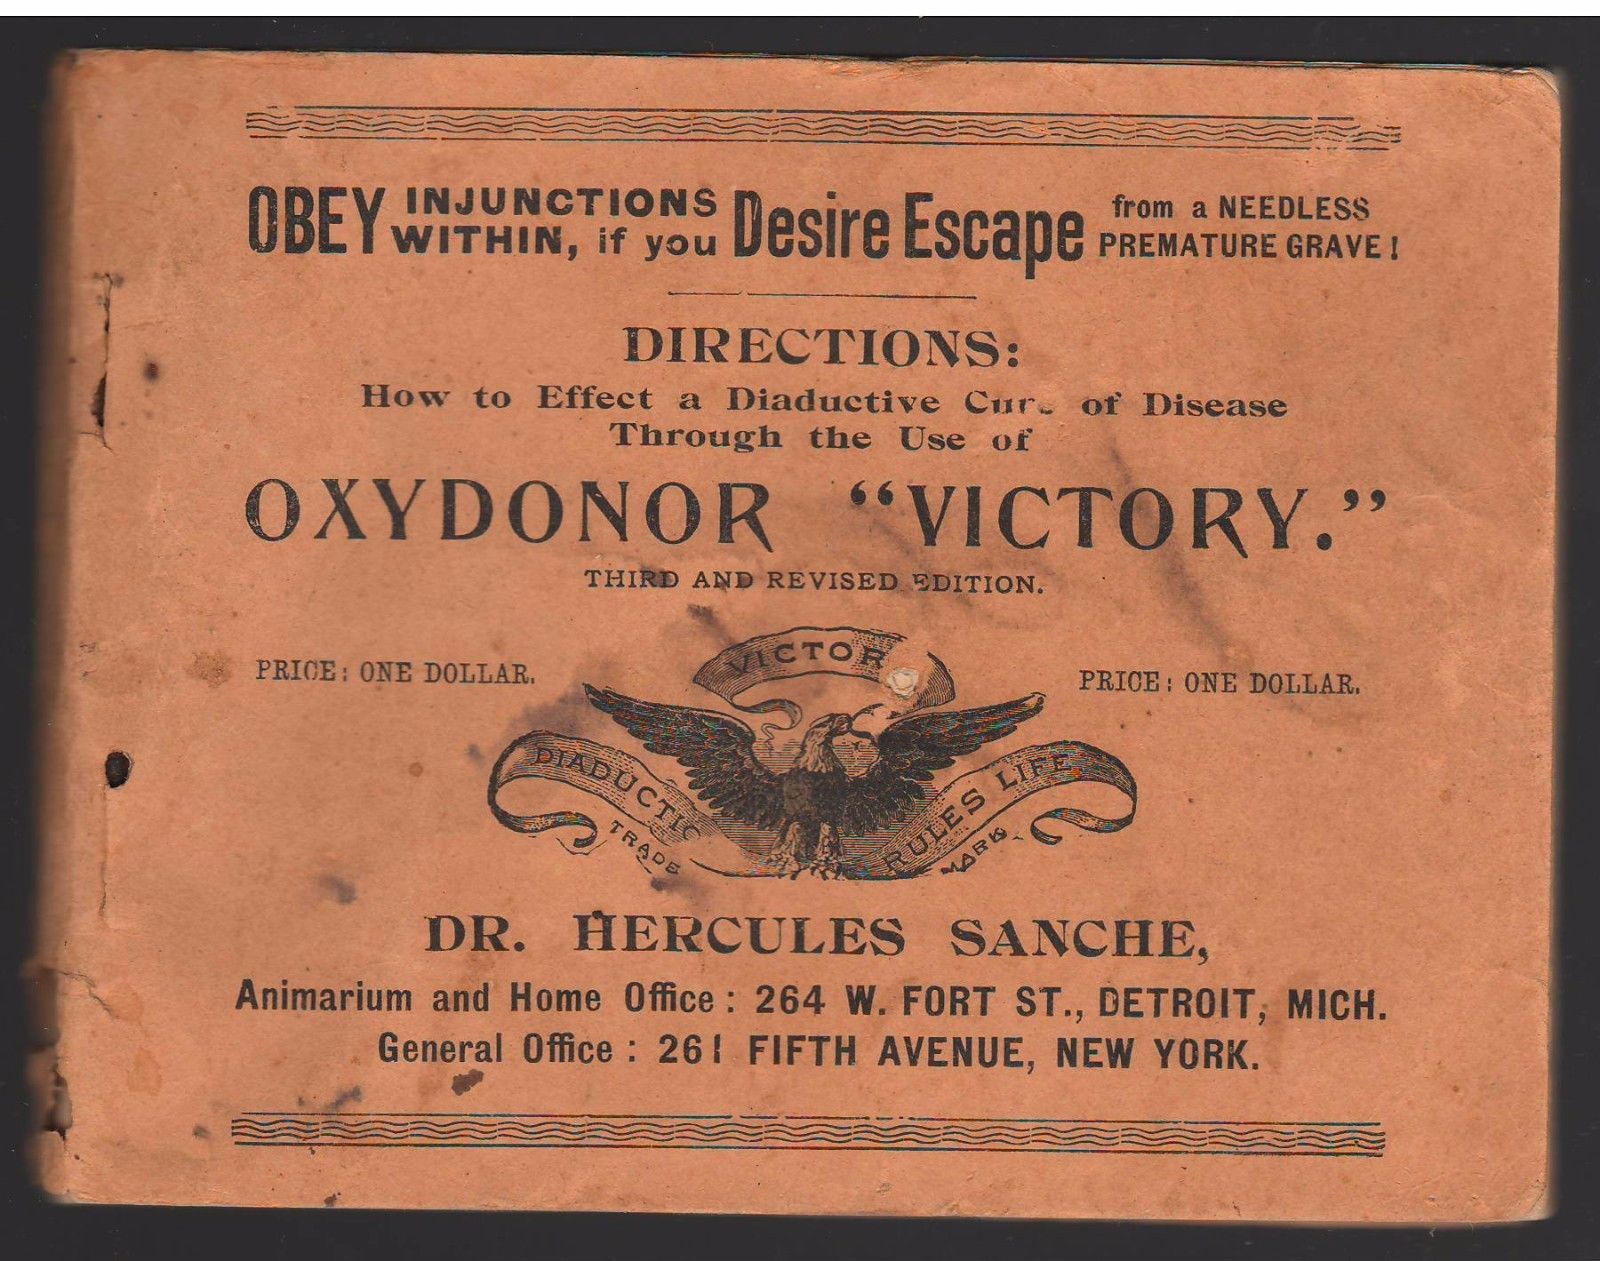 OBEY INJUNCTIONS WITHIN, if you Desire Escape from a NEEDLESS PREMATURE GRAVE!
DIRECTIONS:
How to Effect a Diaductive Cure of Disease
Through the Use of
OXYDONOR "VICTORY."
THIRD AND REVISED EDITION.
PRICE: ONE DOLLAR.
PRICE: ONE DOLLAR.
VICTOR
DIADUCTIC
RULES LIFE
TRADE
MARK
DR. HERCULES SANCHE,
Animarium and Home Office: 264 W. FORT ST., DETROIT, MICH.
General Office: 261 FIFTH AVENUE, NEW YORK.